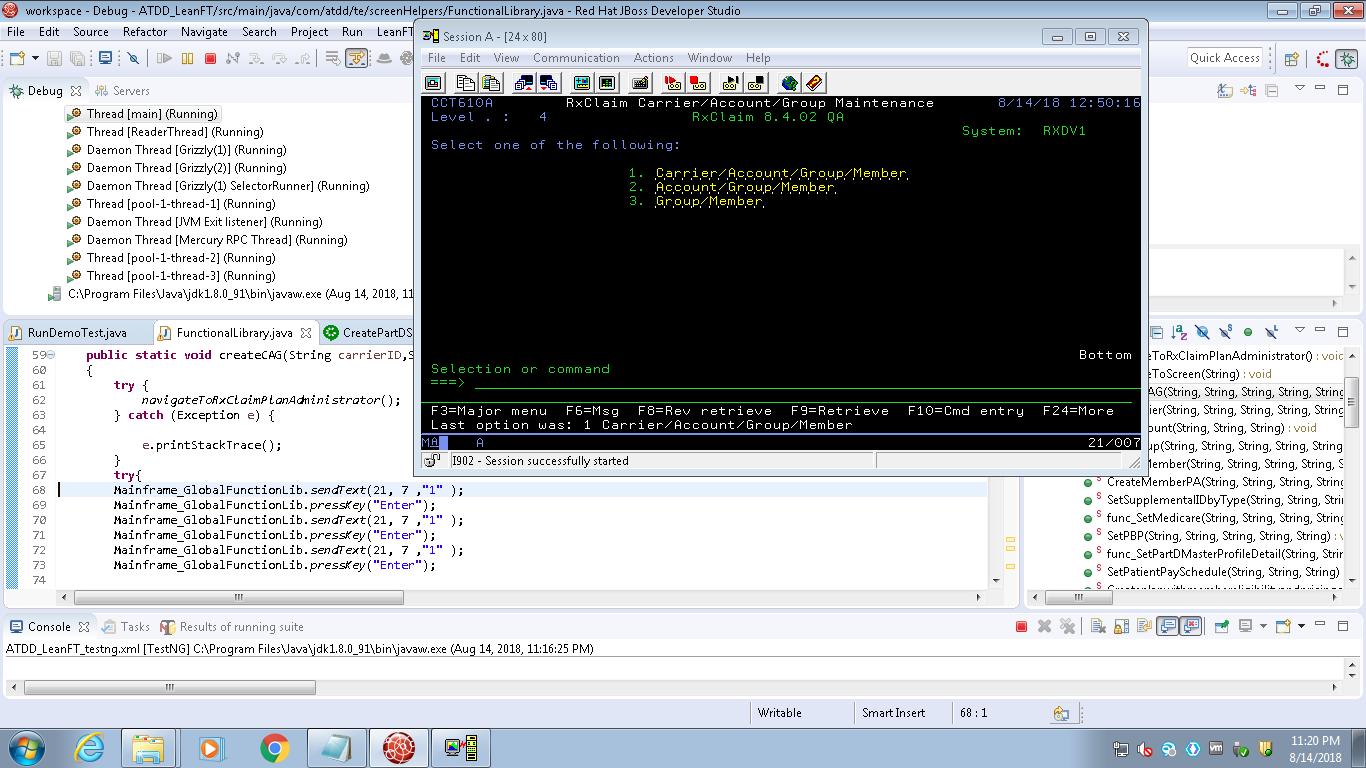 workspace - Debug - ATDD_LeanFT/src/main/java/com/atdd/te/screenHelpers/FunctionalLibrary.java - Red Hat JBoss Developer Studio
File Edit Source Refactor Navigate Search Project Run LeanFT
Quick Access
Debug Servers
Thread [main] (Running)
Thread [ReaderThread] (Running)
Daemon Thread [Grizzly(1)] (Running)
Daemon Thread [Grizzly(2)] (Running)
Daemon Thread [Grizzly(1) SelectorRunner] (Running)
Thread [pool-1-thread-1] (Running)
Daemon Thread [JVM Exit listener] (Running)
Daemon Thread [Mercury RPC Thread] (Running)
Thread [pool-1-thread-2] (Running)
Thread [pool-1-thread-3] (Running)
C:\Program Files\Java\jdk1.8.0_91\bin\javaw.exe (Aug 14, 2018, 11
Session A - [24 x 80]
File Edit View Communication Actions Window Help
CCT610A RxClaim Carrier/Account/Group Maintenance 8/14/18 12:50:16
Level . : 4 RxClaim 8.4.02 QA
System: RXDV1
Select one of the following:
1. Carrier/Account/Group/Member
2. Account/Group/Member
3. Group/Member
Bottom
Selection or command
===>
F3=Major menu F6=Msg F8=Rev retrieve F9=Retrieve F10=Cmd entry F24=More
Last option was: 1 Carrier/Account/Group/Member
MA A 21/007
I902 - Session successfully started
RunDemoTest.java FunctionalLibrary.java CreatePartDS
59 public static void createCAG(String carrierID,S
60 {
61 try {
62 navigateToRxClaimPlanAdministrator();
63 } catch (Exception e) {
64
65 e.printStackTrace();
66 }
67 try{
68 Mainframe_GlobalFunctionLib.sendText(21, 7 ,"1" );
69 Mainframe_GlobalFunctionLib.pressKey("Enter");
70 Mainframe_GlobalFunctionLib.sendText(21, 7 ,"1" );
71 Mainframe_GlobalFunctionLib.pressKey("Enter");
72 Mainframe_GlobalFunctionLib.sendText(21, 7 ,"1" );
73 Mainframe_GlobalFunctionLib.pressKey("Enter");
74
eToRxClaimPlanAdministrator() : voic
eToScreen(String) : void
AG(String, String, String, String, Strin
ier(String, String, String, String, Strin
ount(String, String, String) : void
up(String, String, String, String, Strin
Member(String, String, String, String,
CreateMemberPA(String, String, String,
SetSupplementalIDbyType(String, String,
func_SetMedicare(String, String, String,
SetPBP(String, String, String, String) : v
func_SetPartDMasterProfileDetail(String, Strin
SetPatientPaySchedule(String, String, String)
Console Tasks Results of running suite
ATDD_LeanFT_testng.xml [TestNG] C:\Program Files\Java\jdk1.8.0_91\bin\javaw.exe (Aug 14, 2018, 11:16:25 PM)
Writable Smart Insert 68 : 1
11:20 PM
8/14/2018